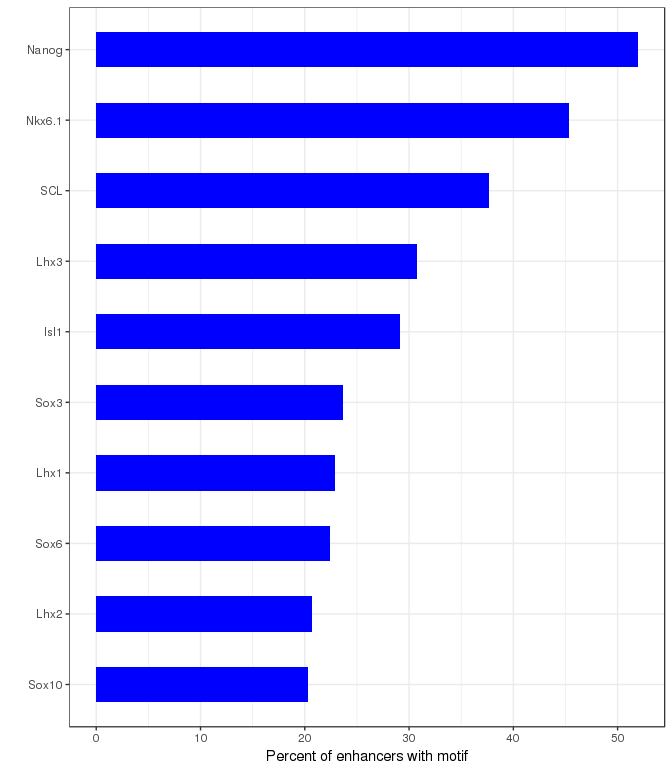 Nanog
Nkx6.1
SCL
Lhx3
Isl1
Sox3
Lhx1
Sox6
Lhx2
Sox10
0 10 20 30 40 50
Percent of enhancers with motif